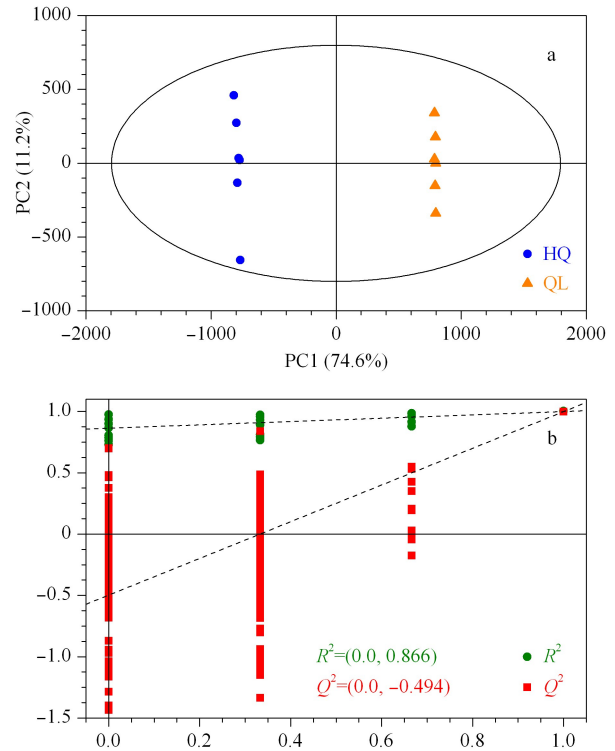 1000
a
500
0
−500
−1000
PC2 (11.2%)
HQ
QL
−2000 −1000 0 1000 2000
PC1 (74.6%)
1.0
b
0.5
0
−0.5
−1.0
−1.5
R²=(0.0, 0.866) R²
Q²=(0.0, −0.494) Q²
0.0 0.2 0.4 0.6 0.8 1.0